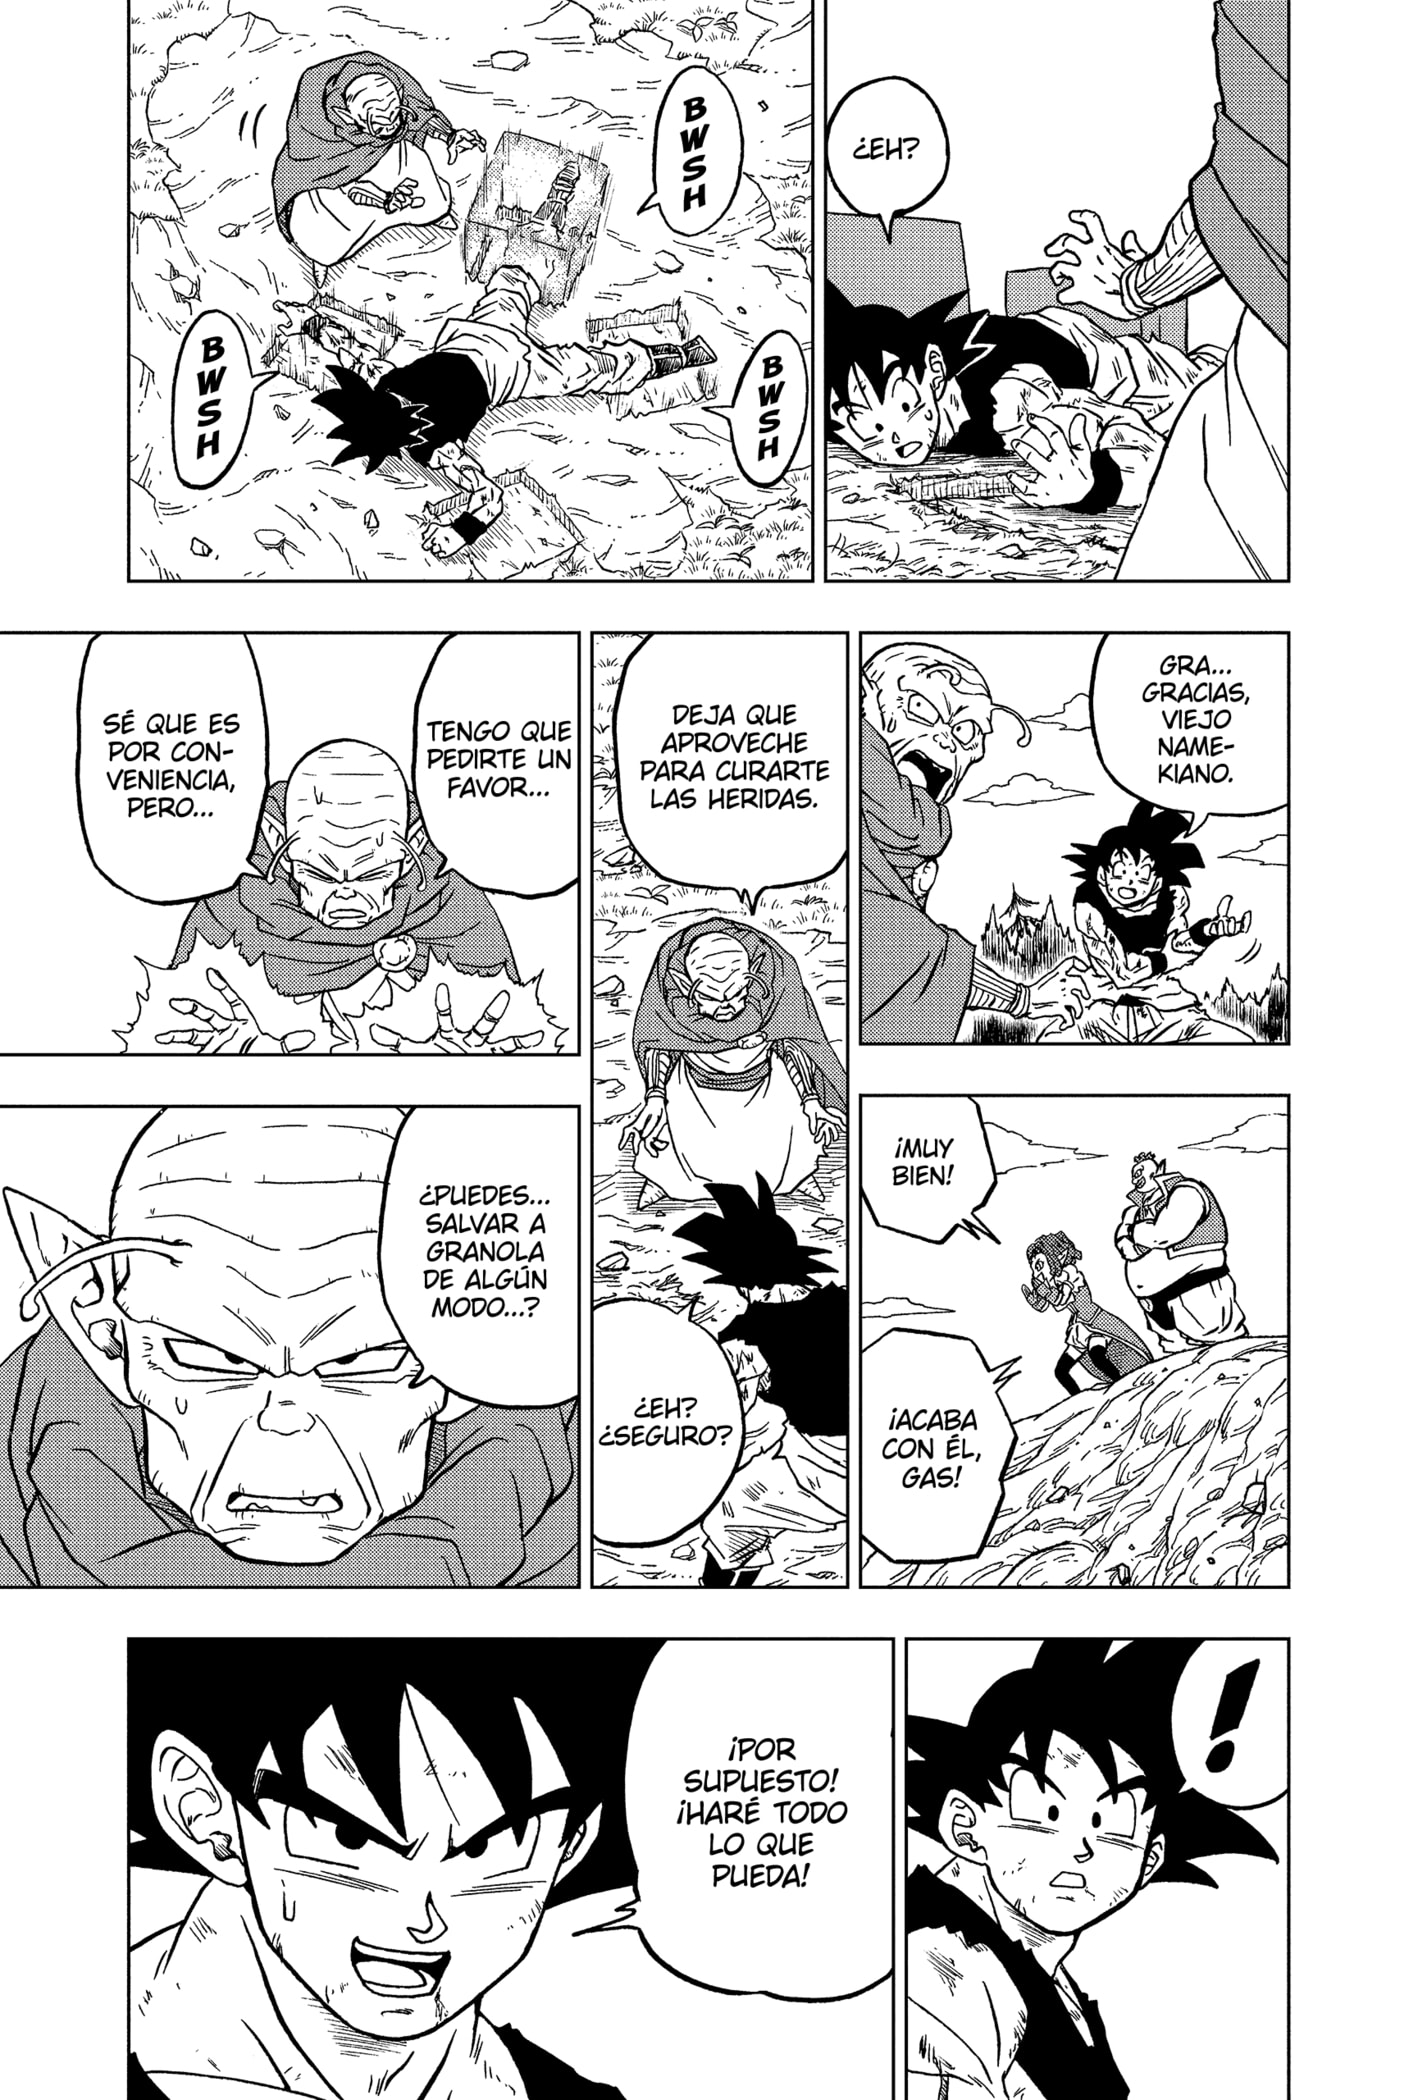 ¿EH?
BWSH
BWSH
BWSH
GRA...
GRACIAS,
VIEJO
NAME-
KIANO.
¡MUY
BIEN!
¡ACABA
CON ÉL,
GAS!
DEJA QUE
APROVECHE
PARA CURARTE
LAS HERIDAS.
¿EH?
¿SEGURO?
TENGO QUE
PEDIRTE UN
FAVOR...
SÉ QUE ES
POR CON-
VENIENCIA,
PERO...
¿PUEDES...
SALVAR A
GRANOLA
DE ALGÚN
MODO...?
!
¡POR
SUPUESTO!
¡HARÉ TODO
LO QUE
PUEDA!